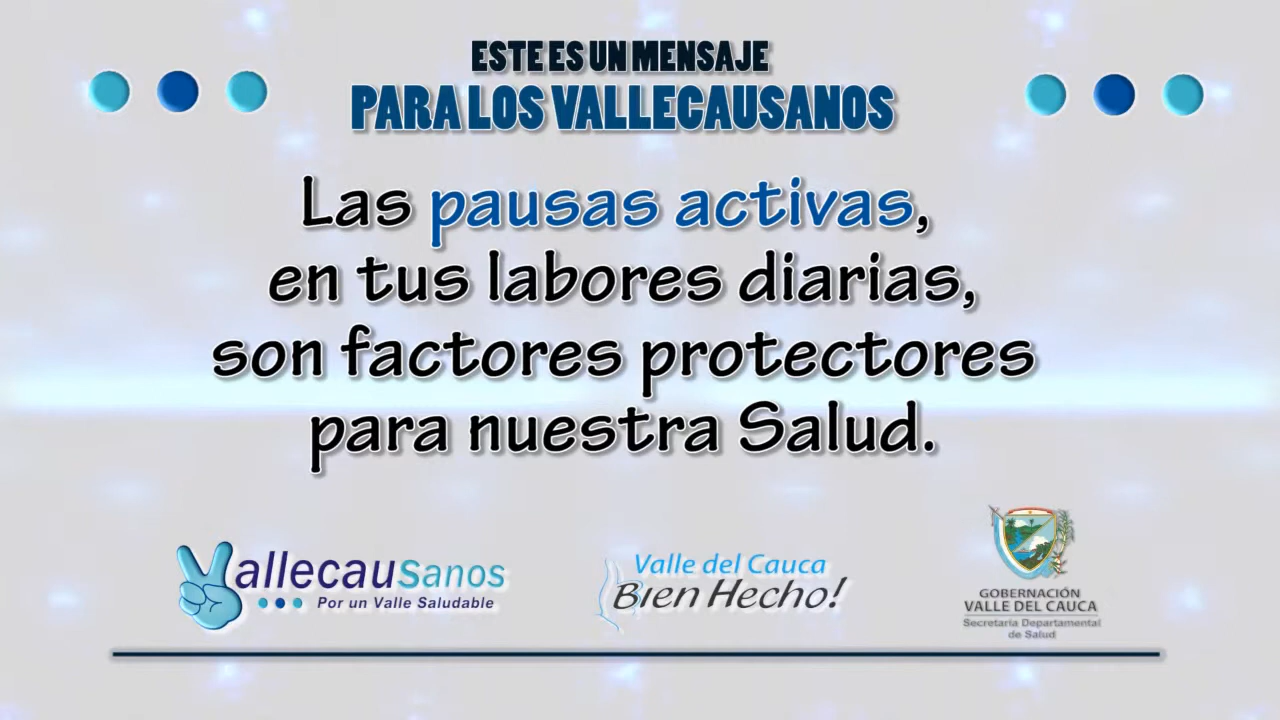 ESTE ES UN MENSAJE
PARA LOS VALLECAUSANOS
Las pausas activas,
en tus labores diarias,
son factores protectores
para nuestra Salud.
Vallecausanos
Por un Valle Saludable
Valle del Cauca
Bien Hecho!
GOBERNACIÓN
VALLE DEL CAUCA
Secretaría Departamental
de Salud